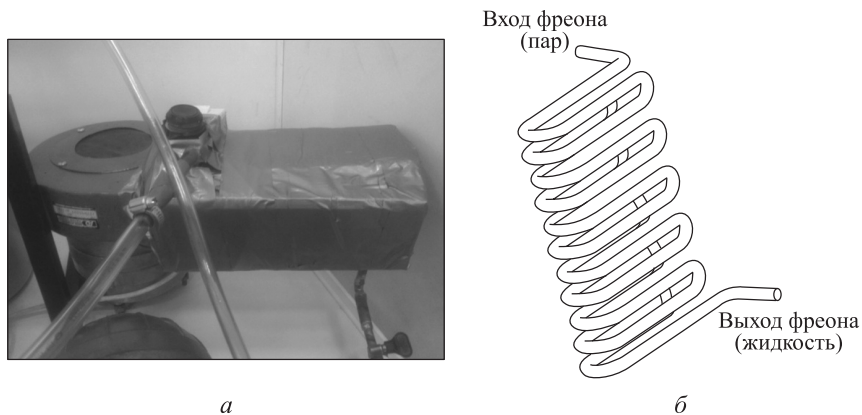 Вход фреона
(пар)
Выход фреона
(жидкость)
а
б